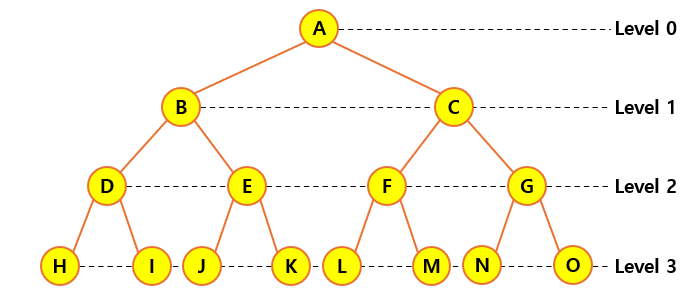 A Level 0
B C Level 1
D E F G Level 2
H I J K L M N O Level 3